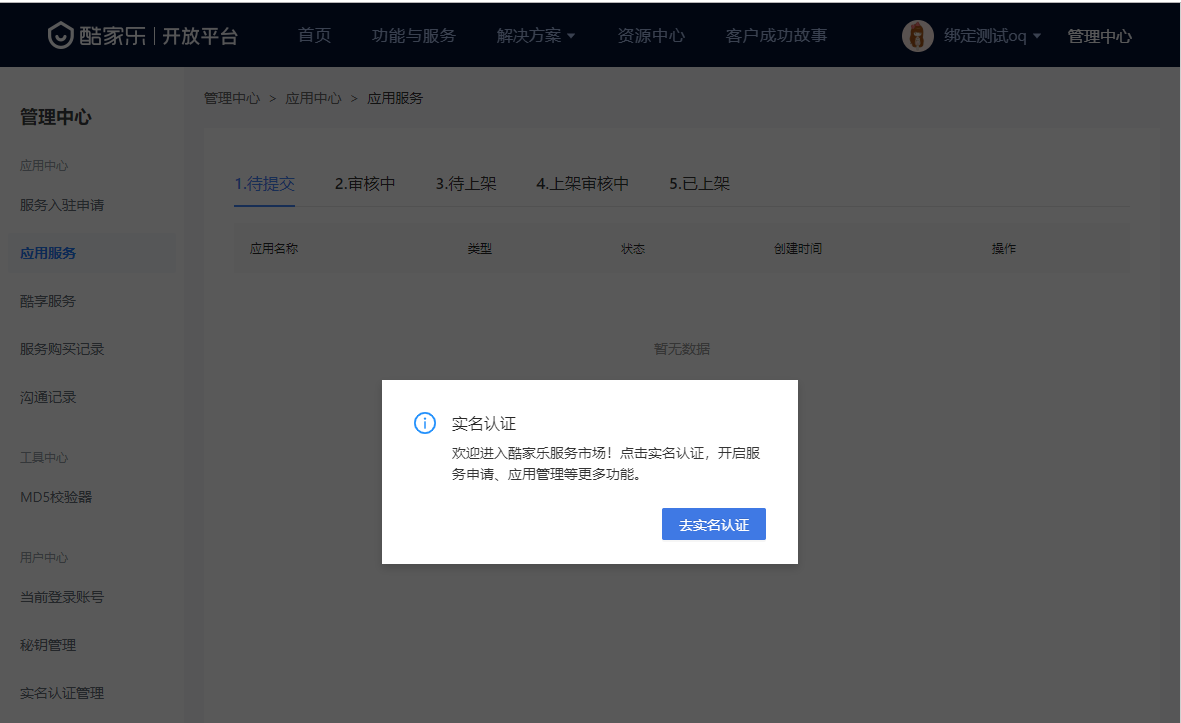 酷家乐 | 开放平台 首页 功能与服务 解决方案 资源中心 客户成功故事 绑定测试oq 管理中心
管理中心 > 应用中心 > 应用服务
管理中心
应用中心
服务入驻申请
应用服务
酷享服务
服务购买记录
沟通记录
工具中心
MD5校验器
用户中心
当前登录账号
秘钥管理
实名认证管理
1.待提交 2.审核中 3.待上架 4.上架审核中 5.已上架
应用名称 类型 状态 创建时间 操作
暂无数据
实名认证
欢迎进入酷家乐服务市场！点击实名认证，开启服
务申请、应用管理等更多功能。
去实名认证